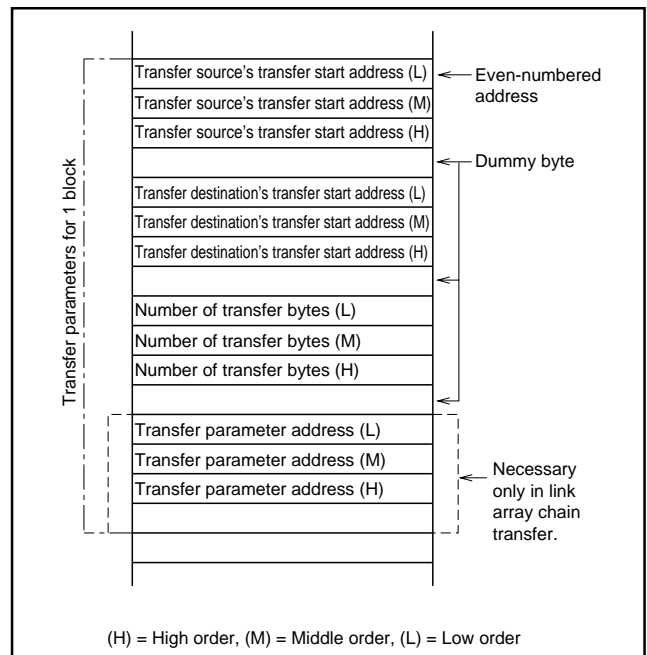 Transfer parameters for 1 block
Transfer source's transfer start address (L)
Transfer source's transfer start address (M)
Transfer source's transfer start address (H)
Transfer destination's transfer start address (L)
Transfer destination's transfer start address (M)
Transfer destination's transfer start address (H)
Number of transfer bytes (L)
Number of transfer bytes (M)
Number of transfer bytes (H)
Transfer parameter address (L)
Transfer parameter address (M)
Transfer parameter address (H)
Even-numbered
address
Dummy byte
Necessary
only in link
array chain
transfer.
(H) = High order, (M) = Middle order, (L) = Low order